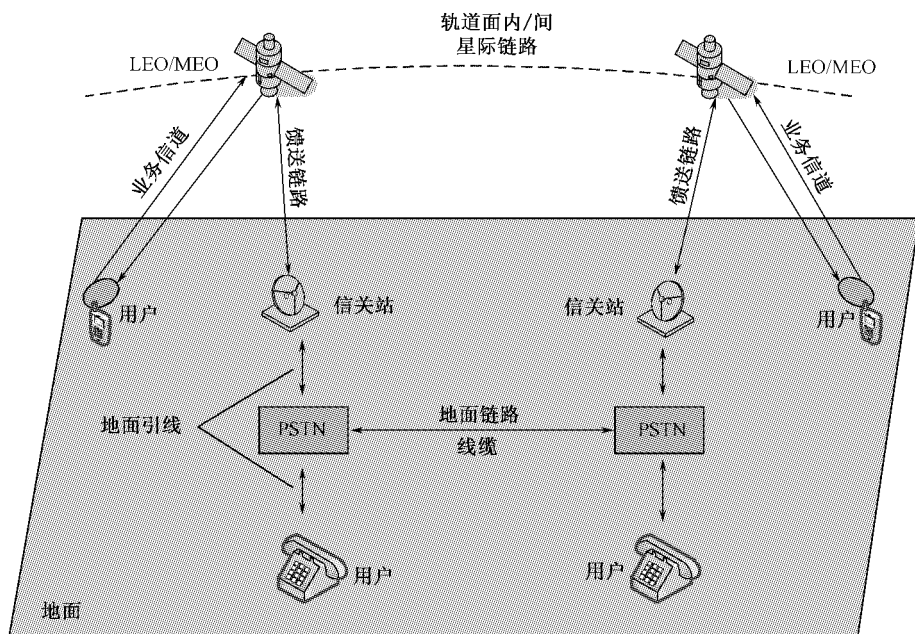 轨道面内/间
星际链路
LEO/MEO
LEO/MEO
业务信道
馈送链路
馈送链路
业务信道
用户
信关站
信关站
用户
地面引线
PSTN
地面链路
线缆
PSTN
用户
用户
地面